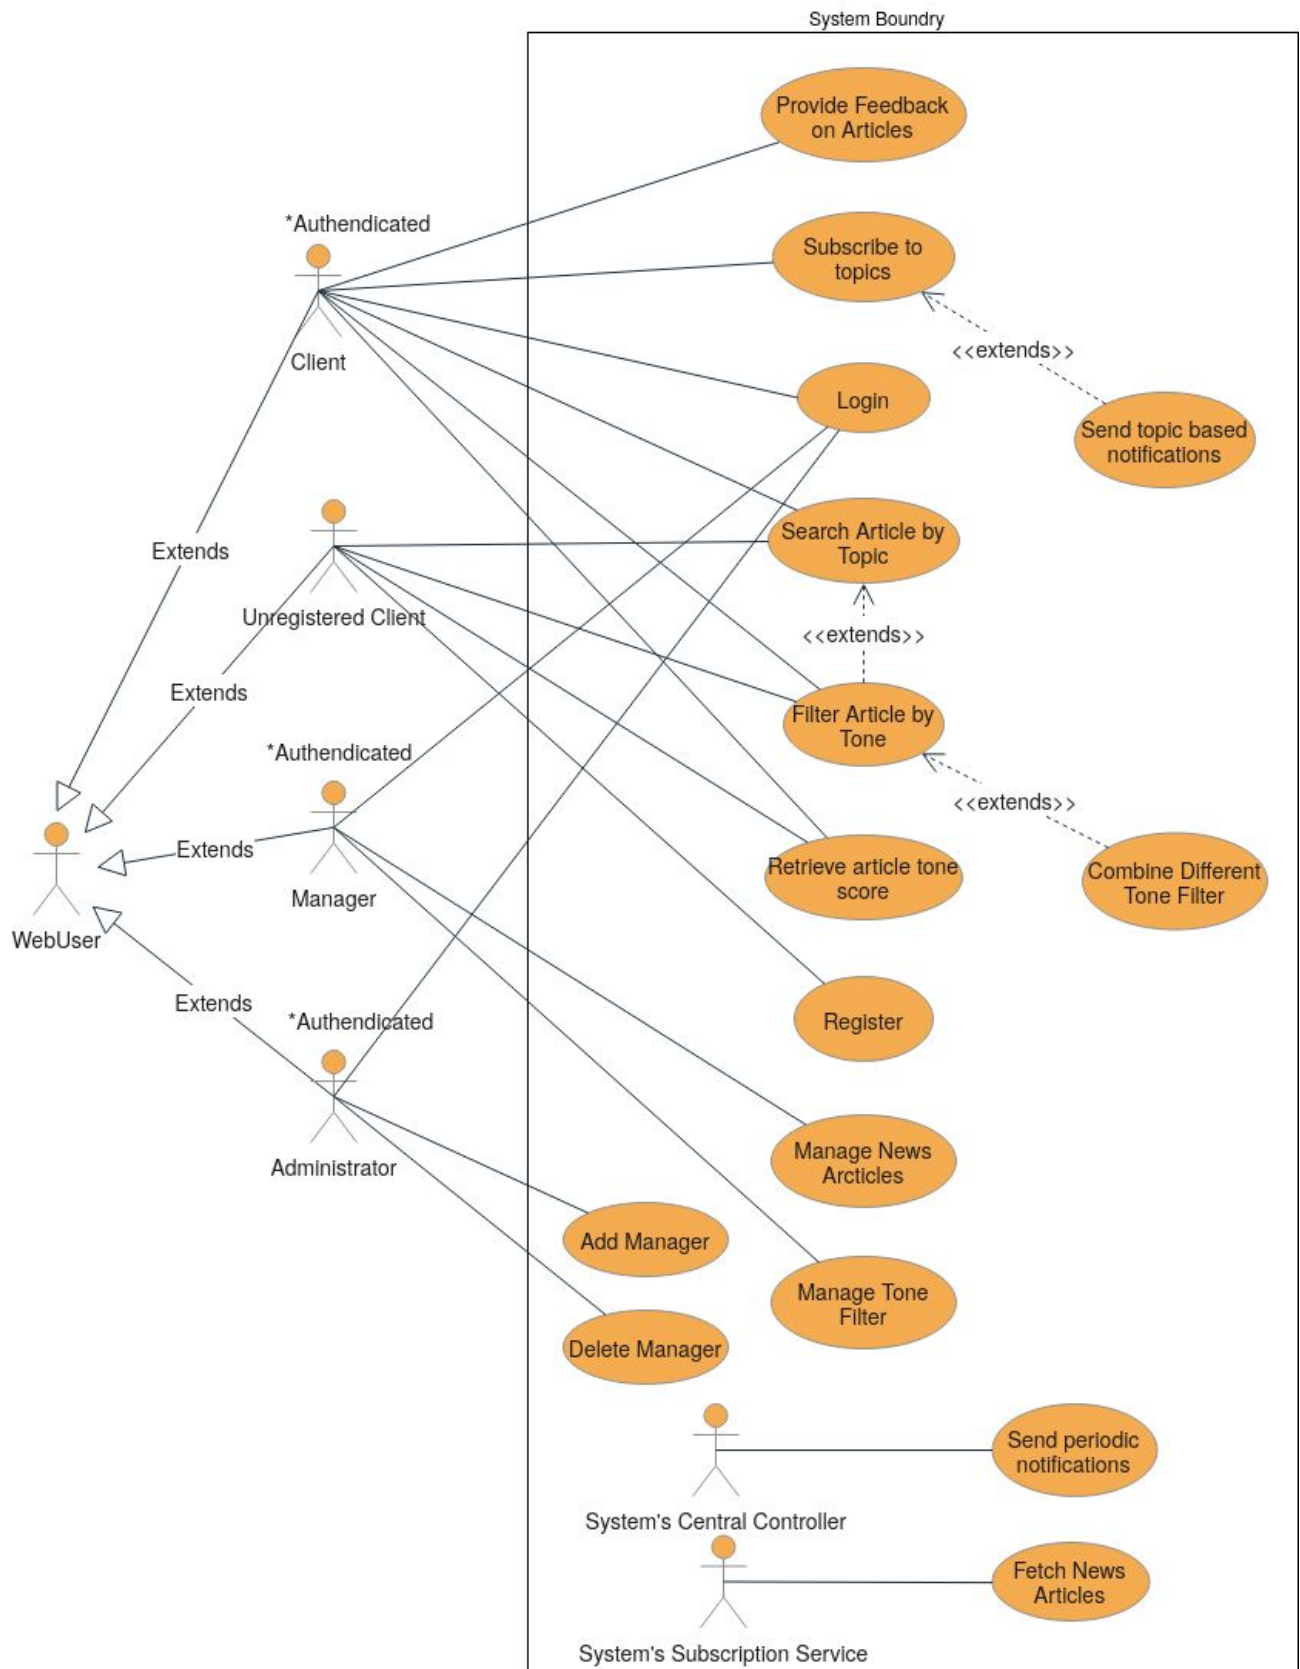 System Boundry
Provide Feedback
on Articles
*Authendicated
Subscribe to
topics
<<extends>>
Client
Login
Send topic based
notifications
Search Article by
Topic
Extends
Unregistered Client
<<extends>>
Extends
Filter Article by
Tone
*Authendicated
<<extends>>
Extends
Retrieve article tone
score
Combine Different
Tone Filter
Manager
WebUser
Extends
*Authendicated
Register
Manage News
Arcticles
Administrator
Add Manager
Manage Tone
Filter
Delete Manager
Send periodic
notifications
System's Central Controller
Fetch News
Articles
System's Subscription Service